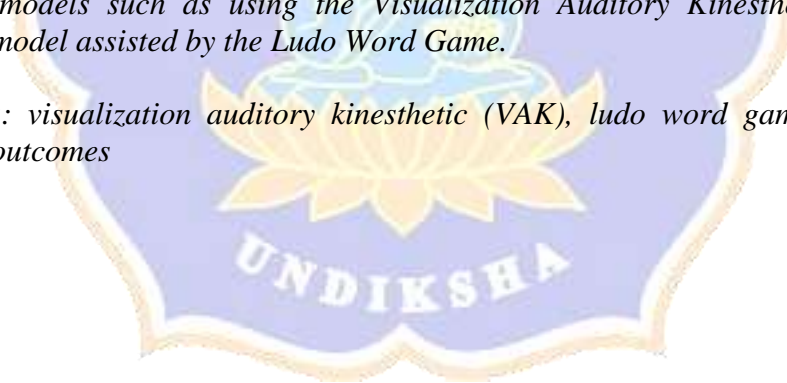 models such as using the Visualization Auditory Kinesthe
model assisted by the Ludo Word Game.
: visualization auditory kinesthetic (VAK), ludo word gam
outcomes
UNDIKSHA